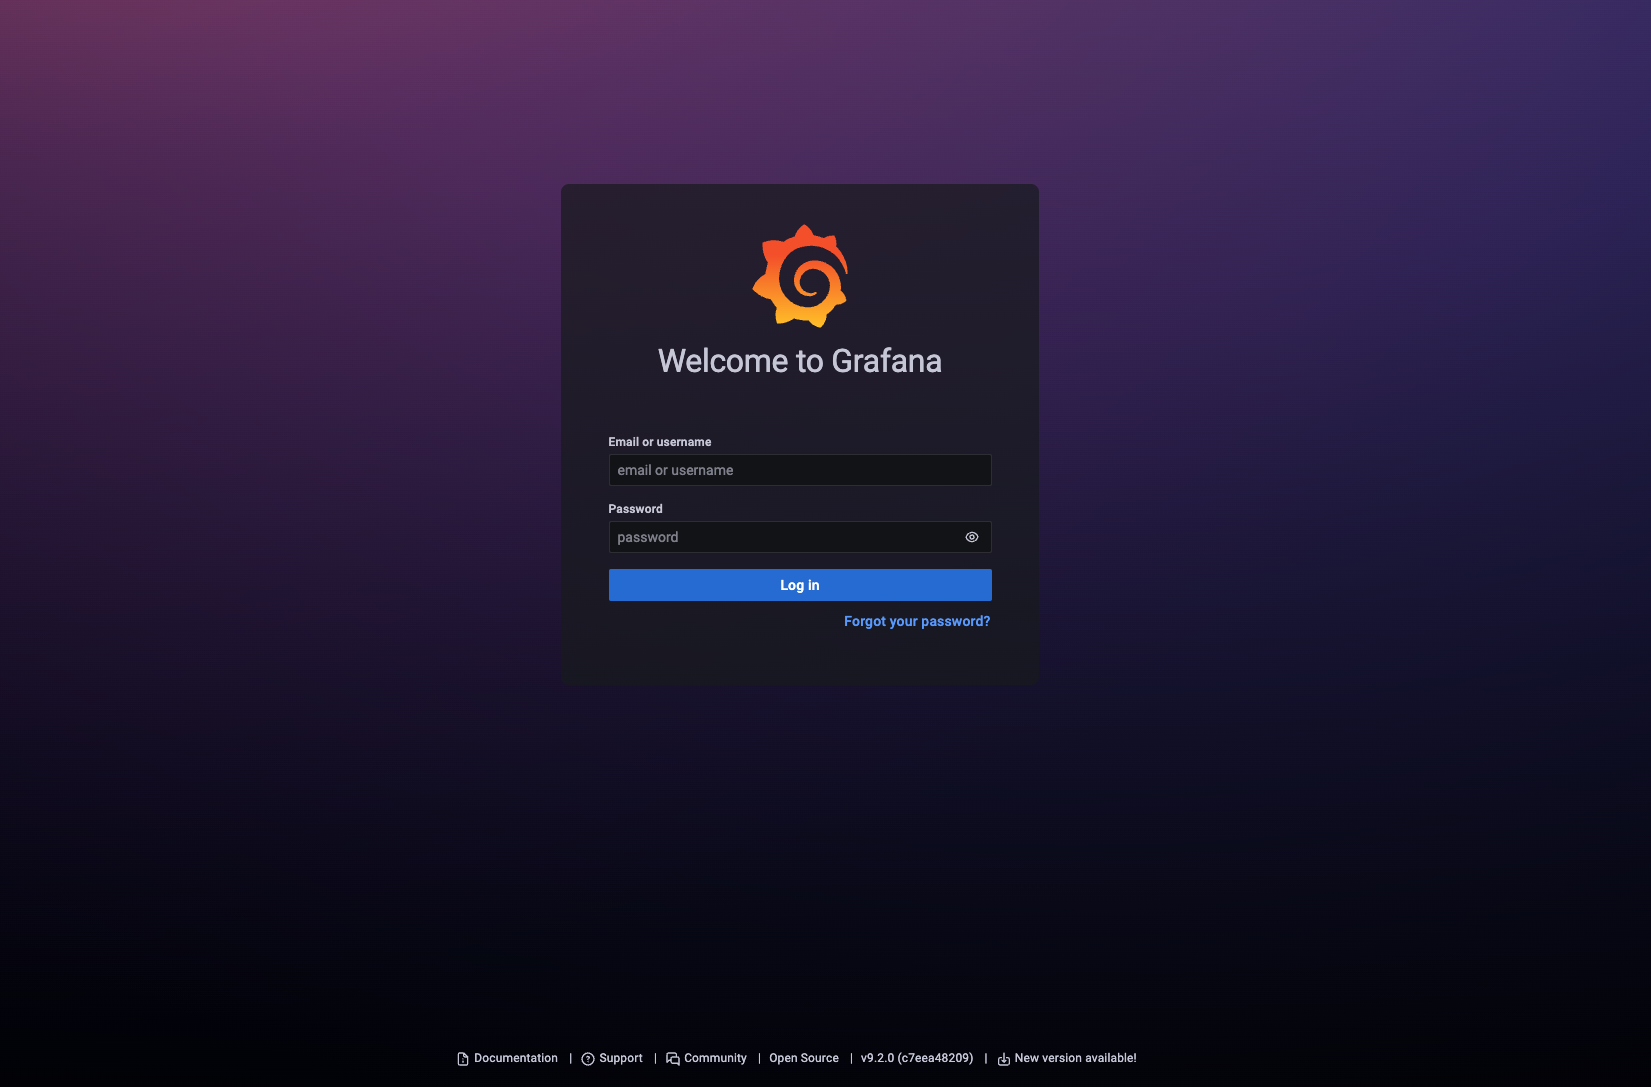 Welcome to Grafana
Email or username
email or username
Password
password
Log in
Forgot your password?
Documentation | Support | Community | Open Source | v9.2.0 (c7eea48209) | New version available!